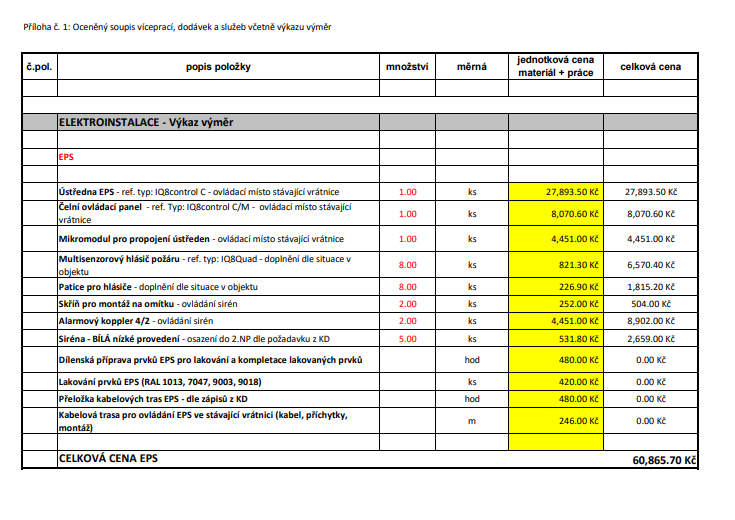 Příloha č. 1: Oceněný soupis víceprací, dodávek a služeb včetně výkazu výměr
č.pol. popis položky množství měrná jednotková cena materiál + práce celková cena
ELEKTROINSTALACE - Výkaz výměr
EPS
Ústředna EPS - ref. typ: IQ8control C - ovládací místo stávající vrátnice 1.00 ks 27,893.50 Kč 27,893.50 Kč
Čelní ovládací panel - ref. Typ: IQ8control C/M - ovládací místo stávající
vrátnice 1.00 ks 8,070.60 Kč 8,070.60 Kč
Mikromodul pro propojení ústředen - ovládací místo stávající vrátnice 1.00 ks 4,451.00 Kč 4,451.00 Kč
Multisenzorový hlásič požáru - ref. typ: IQ8Quad - doplnění dle situace v
objektu 8.00 ks 821.30 Kč 6,570.40 Kč
Patice pro hlásiče - doplnění dle situace v objektu 8.00 ks 226.90 Kč 1,815.20 Kč
Skříň pro montáž na omítku - ovládání sirén 2.00 ks 252.00 Kč 504.00 Kč
Alarmový koppler 4/2 - ovládání sirén 2.00 ks 4,451.00 Kč 8,902.00 Kč
Siréna - BÍLÁ nízké provedení - osazení do 2.NP dle požadavku z KD 5.00 ks 531.80 Kč 2,659.00 Kč
Dílenská příprava prvků EPS pro lakování a kompletace lakovaných prvků hod 480.00 Kč 0.00 Kč
Lakování prvků EPS (RAL 1013, 7047, 9003, 9018) ks 420.00 Kč 0.00 Kč
Přeložka kabelových tras EPS - dle zápisů z KD hod 480.00 Kč 0.00 Kč
Kabelová trasa pro ovládání EPS ve stávající vrátnici (kabel, příchytky,
montáž) m 246.00 Kč 0.00 Kč
CELKOVÁ CENA EPS 60,865.70 Kč